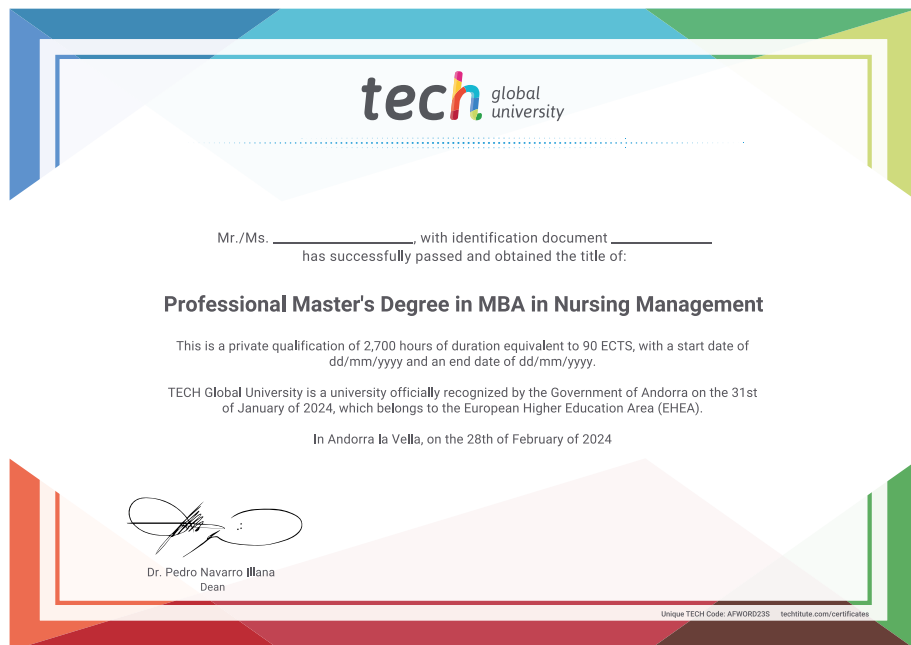 tech global university
Mr./Ms. ______________, with identification document __________
has successfully passed and obtained the title of:
Professional Master's Degree in MBA in Nursing Management
This is a private qualification of 2,700 hours of duration equivalent to 90 ECTS, with a start date of
dd/mm/yyyy and an end date of dd/mm/yyyy.
TECH Global University is a university officially recognized by the Government of Andorra on the 31st
of January of 2024, which belongs to the European Higher Education Area (EHEA).
In Andorra la Vella, on the 28th of February of 2024
Dr. Pedro Navarro Illana
Dean
Unique TECH Code: AFWORD23S techtitute.com/certificates